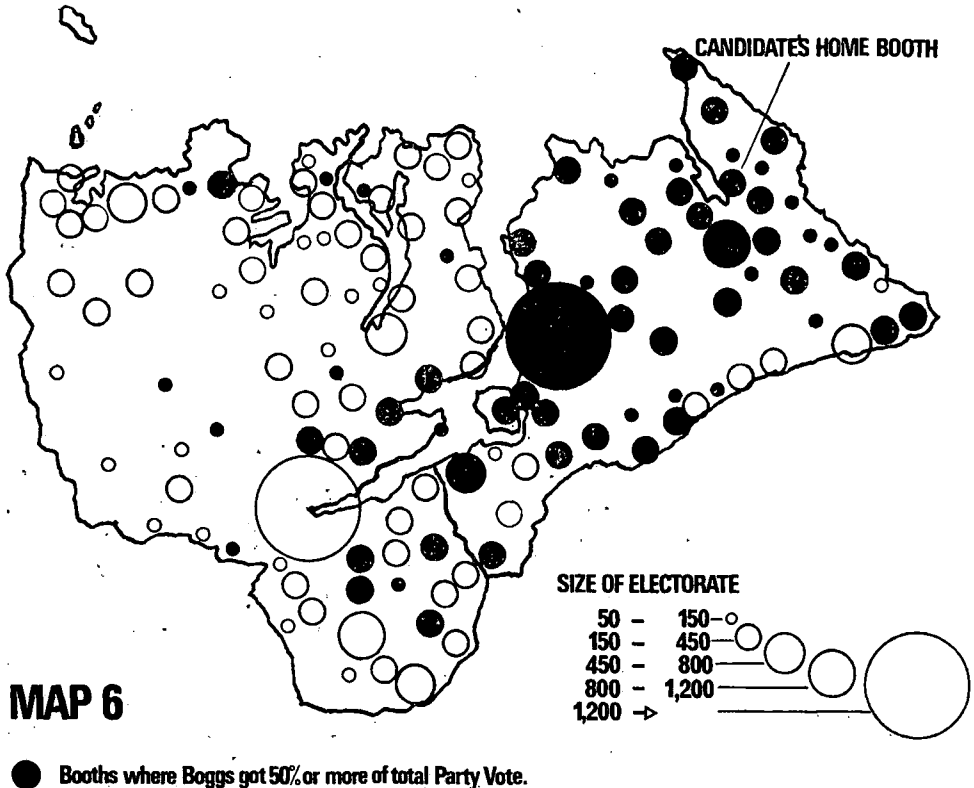 CANDIDATE'S HOME BOOTH
SIZE OF ELECTORATE
50 – 150
150 – 450
450 – 800
800 – 1,200
1,200 →
MAP 6
Booths where Boggs got 50% or more of total Party Vote.